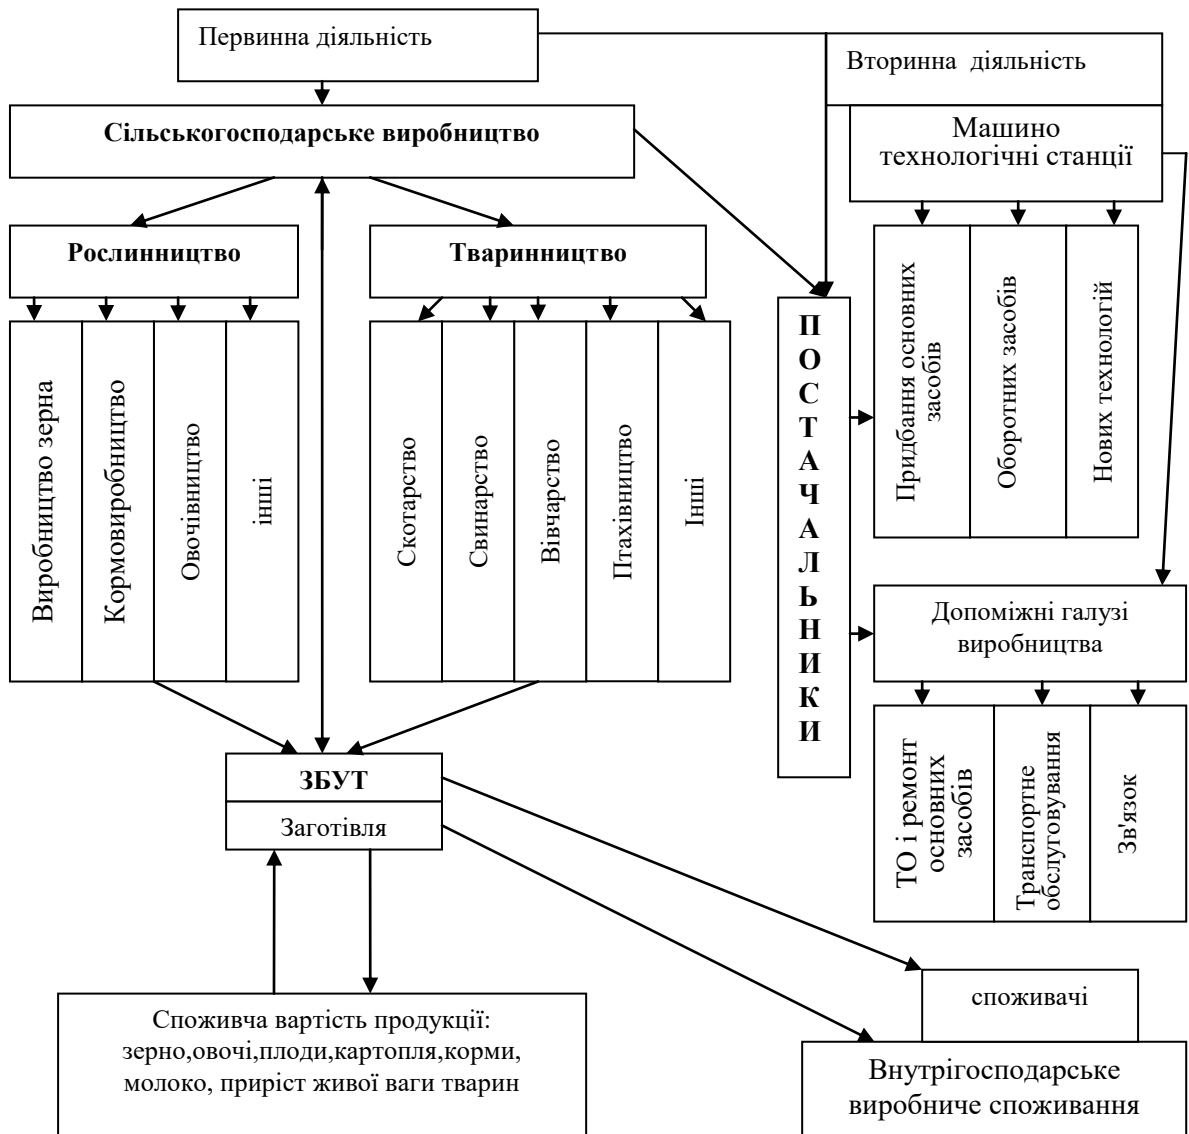 Первинна діяльність
Вторинна діяльність
Сільськогосподарське виробництво
Машино
технологічні станції
Рослинництво
Тваринництво
Виробництво зерна
Кормовиробництво
Овочівництво
інші
Скотарство
Свинарство
Вівчарство
Птахівництво
Інші
ПОСТАЧАЛЬНИКИ
Придбання основних
засобів
Оборотних засобів
Нових технологій
Допоміжні галузі
виробництва
ТО і ремонт
основних
засобів
Транспортне
обслуговування
Зв'язок
ЗБУТ
Заготівля
Споживча вартість продукції:
зерно,овочі,плоди,картопля,корми,
молоко, приріст живої ваги тварин
споживачі
Внутрігосподарське
виробниче споживання